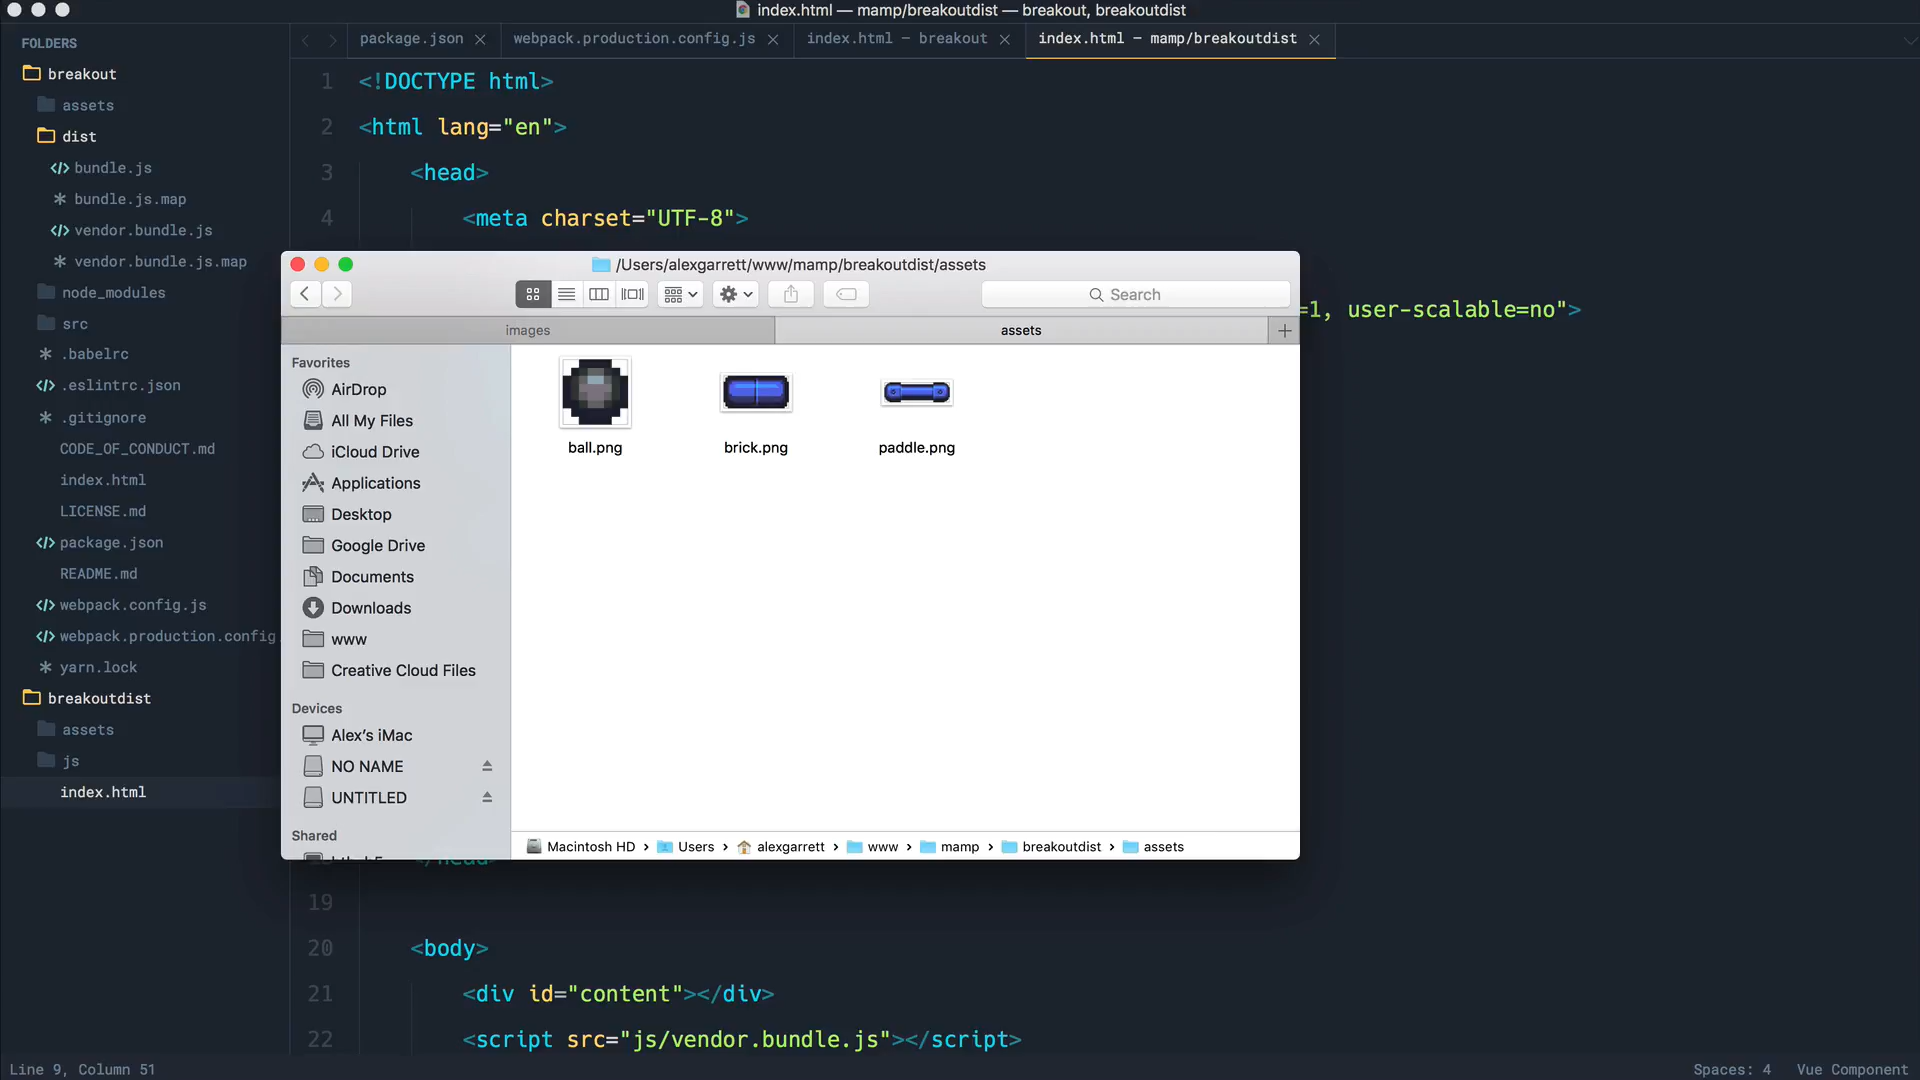 index.html — mamp/breakoutdist — breakout, breakoutdist
FOLDERS
breakout
assets
dist
bundle.js
bundle.js.map
vendor.bundle.js
vendor.bundle.js.map
node_modules
src
.babelrc
.eslintrc.json
.gitignore
CODE_OF_CONDUCT.md
index.html
LICENSE.md
package.json
README.md
webpack.config.js
webpack.production.config.
yarn.lock
breakoutdist
assets
js
index.html
package.json
webpack.production.config.js
index.html — breakout
index.html — mamp/breakoutdist
1 <!DOCTYPE html>
2 <html lang="en">
3 <head>
4 <meta charset="UTF-8">
=1, user-scalable=no">
/Users/alexgarrett/www/mamp/breakoutdist/assets
Search
images
assets
Favorites
AirDrop
All My Files
iCloud Drive
Applications
Desktop
Google Drive
Documents
Downloads
www
Creative Cloud Files
Devices
Alex's iMac
NO NAME
UNTITLED
Shared
ball.png
brick.png
paddle.png
Macintosh HD › Users › alexgarrett › www › mamp › breakoutdist › assets
</head>
19
20 <body>
21 <div id="content"></div>
22 <script src="js/vendor.bundle.js"></script>
Line 9, Column 51
Spaces: 4
Vue Component